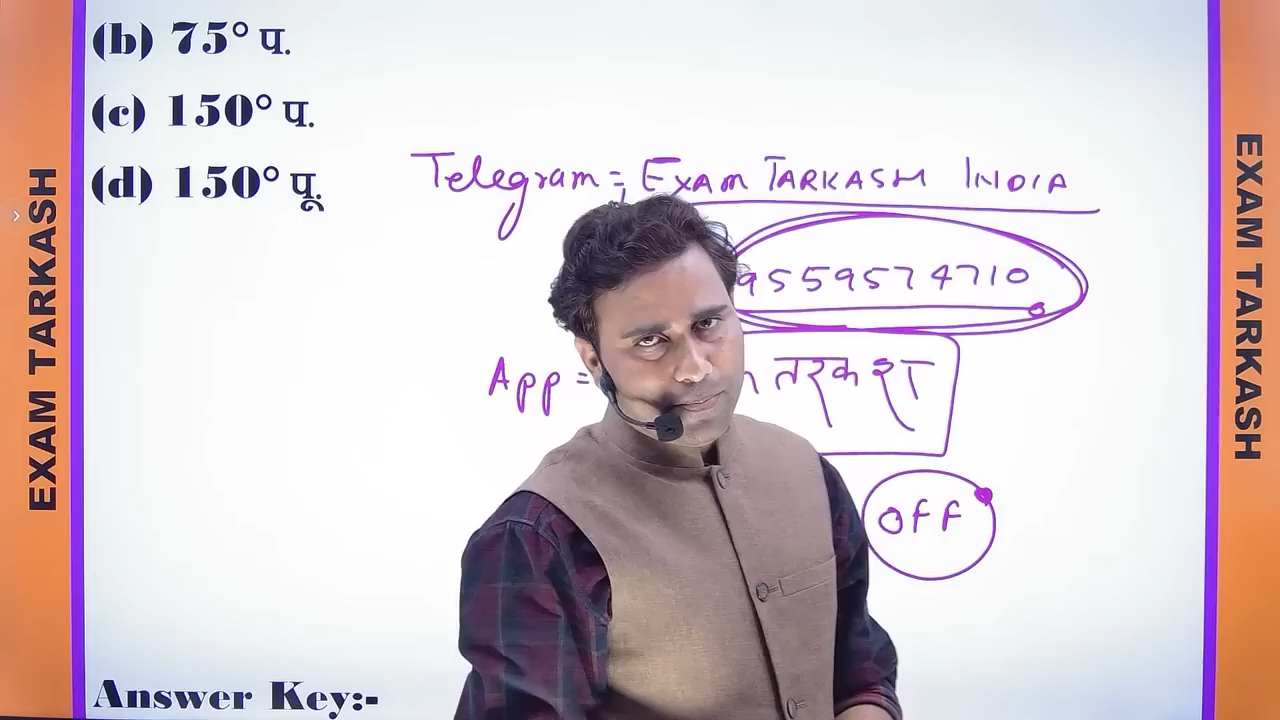 (b) 75° प.
(c) 150° प.
(d) 150° पू.
Telegram = EXAM TARKASH INDIA
9559574710
App = तरकश
OFF
Answer Key:-
EXAM TARKASH
EXAM TARKASH